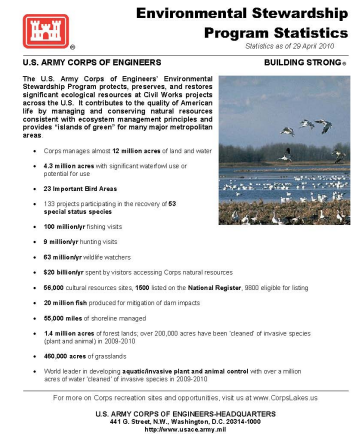 Environmental Stewardship
Program Statistics
Statistics as of 29 April 2010
®
U.S. ARMY CORPS OF ENGINEERS BUILDING STRONG®
The U.S. Army Corps of Engineers' Environmental
Stewardship Program protects, preserves, and restores
significant ecological resources at Civil Works projects
across the U.S. It contributes to the quality of American
life by managing and conserving natural resources
consistent with ecosystem management principles and
provides "islands of green" for many major metropolitan
areas.
• Corps manages almost 12 million acres of land and water
• 4.3 million acres with significant waterfowl use or
potential for use
• 23 Important Bird Areas
• 133 projects participating in the recovery of 53
special status species
• 100 million/yr fishing visits
• 9 million/yr hunting visits
• 63 million/yr wildlife watchers
• $20 billion/yr spent by visitors accessing Corps natural resources
• 56,000 cultural resources sites, 1500 listed on the National Register, 9800 eligible for listing
• 20 million fish produced for mitigation of dam impacts
• 55,000 miles of shoreline managed
• 1.4 million acres of forest lands; over 200,000 acres have been 'cleaned' of invasive species
(plant and animal) in 2009-2010
• 450,000 acres of grasslands
• World leader in developing aquatic/invasive plant and animal control with over a million
acres of water 'cleaned' of invasive species in 2009-2010
For more on Corps recreation sites and opportunities, visit us at www.CorpsLakes.us
U.S. ARMY CORPS OF ENGINEERS-HEADQUARTERS
441 G. Street, N.W., Washington, D.C. 20314-1000
http://www.usace.army.mil